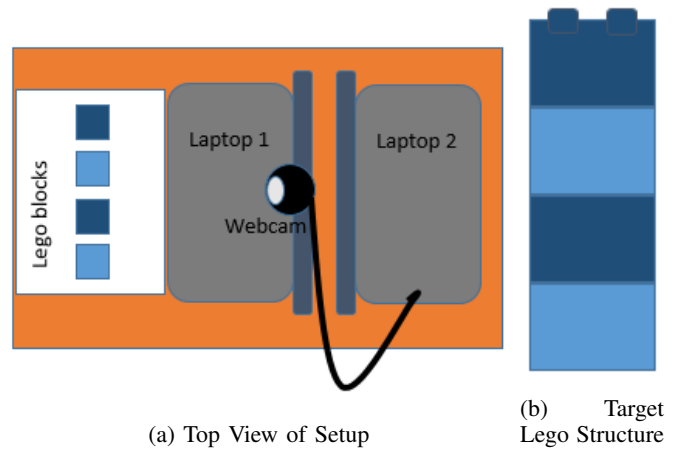 Lego blocks
Laptop 1
Laptop 2
Webcam
(a) Top View of Setup
(b) Target
Lego Structure